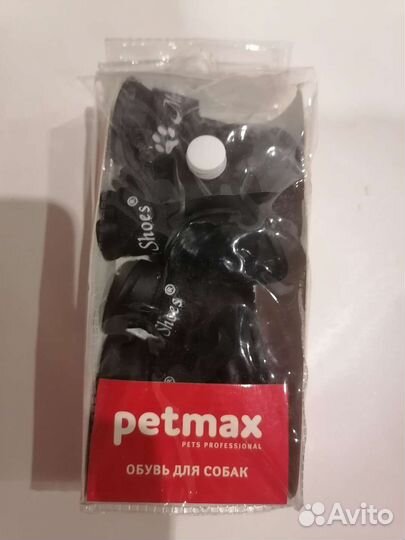 Shoes®
Shoes®
petmax
PETS PROFESSIONAL
ОБУВЬ ДЛЯ СОБАК
Avito